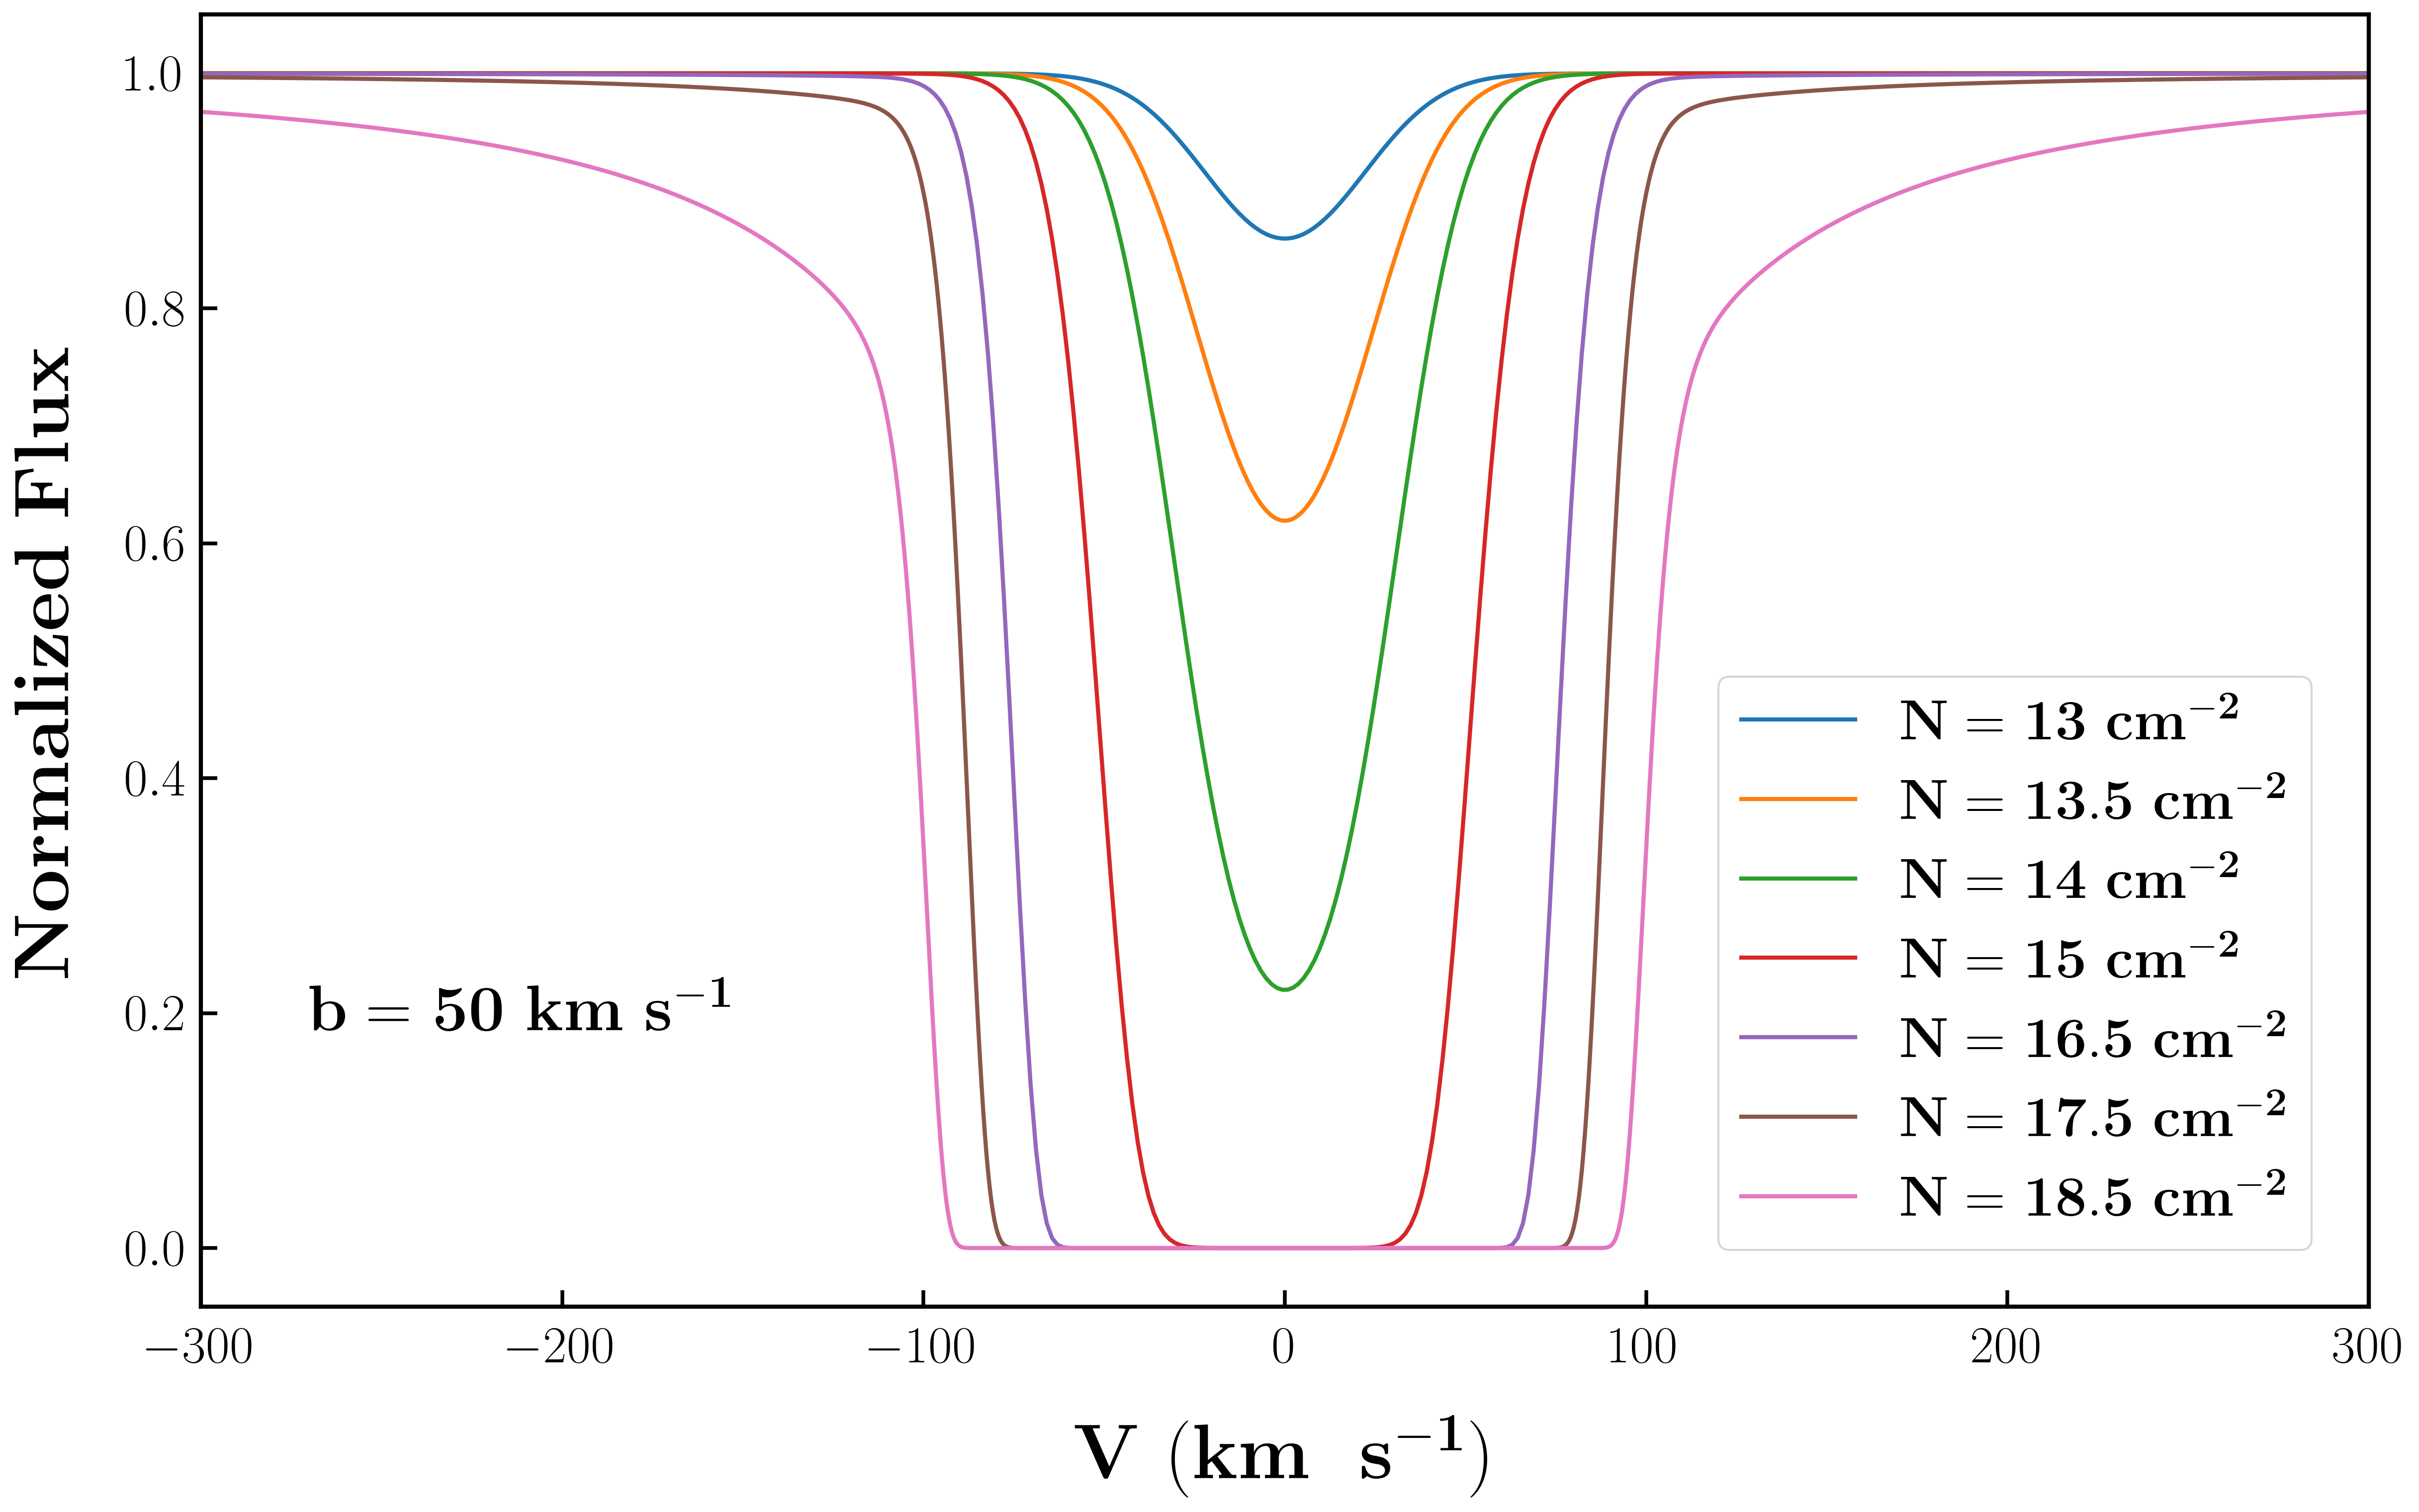 Normalized Flux
1.0
0.8
0.6
0.4
0.2
0.0
b = 50 km s⁻¹
N = 13 cm⁻²
N = 13.5 cm⁻²
N = 14 cm⁻²
N = 15 cm⁻²
N = 16.5 cm⁻²
N = 17.5 cm⁻²
N = 18.5 cm⁻²
−300 −200 −100 0 100 200 300
V (km s⁻¹)